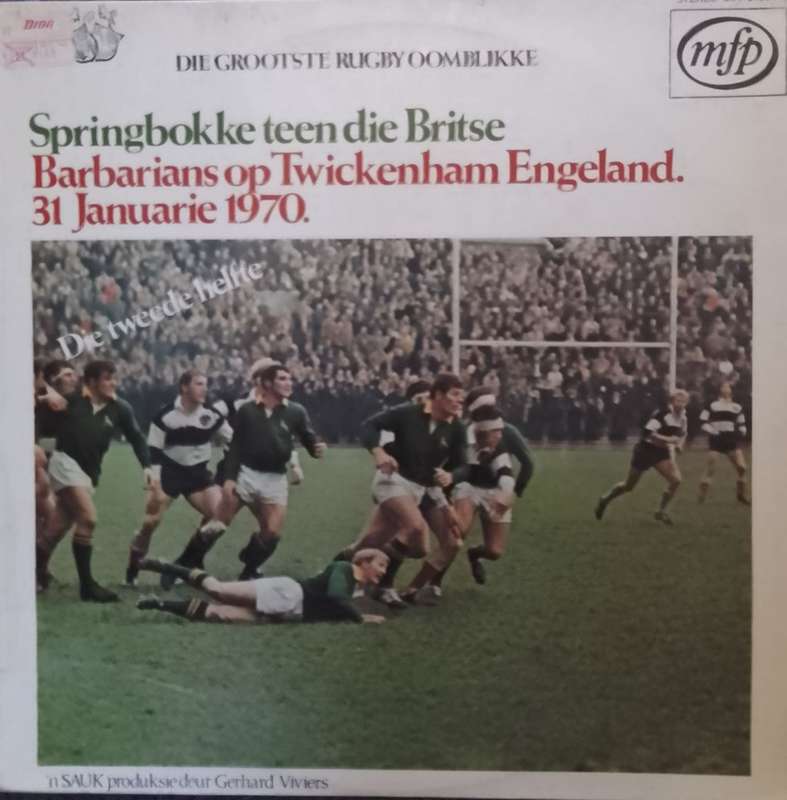 Dion
DIE GROOTSTE RUGBY OOMBLIKKE
mfp
Springbokke teen die Britse
Barbarians op Twickenham Engeland.
31 Januarie 1970.
Die tweede helfte
'n SAUK produksie deur Gerhard Viviers